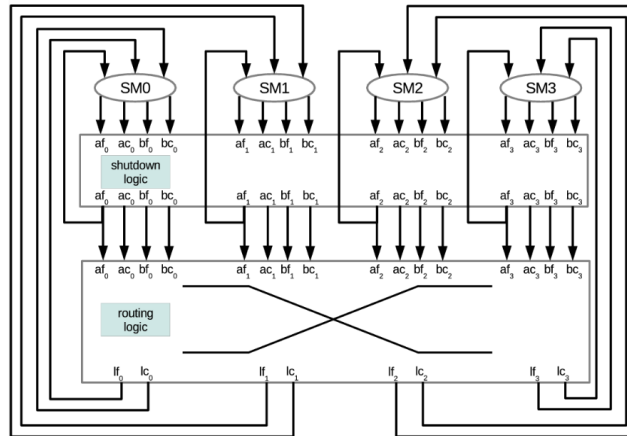 SM0 SM1 SM2 SM3
af₀ ac₀ bf₀ bc₀ af₁ ac₁ bf₁ bc₁ af₂ ac₂ bf₂ bc₂ af₃ ac₃ bf₃ bc₃
shutdown
logic
af₀ ac₀ bf₀ bc₀ af₁ ac₁ bf₁ bc₁ af₂ ac₂ bf₂ bc₂ af₃ ac₃ bf₃ bc₃
af₀ ac₀ bf₀ bc₀ af₁ ac₁ bf₁ bc₁ af₂ ac₂ bf₂ bc₂ af₃ ac₃ bf₃ bc₃
routing
logic
lf₀ lc₀ lf₁ lc₁ lf₂ lc₂ lf₃ lc₃